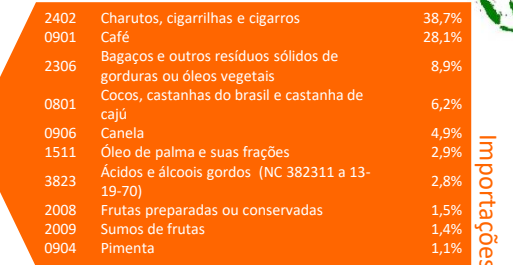 2402 Charutos, cigarrilhas e cigarros 38,7%
0901 Café 28,1%
2306 Bagaços e outros resíduos sólidos de
gorduras ou óleos vegetais 8,9%
0801 Cocos, castanhas do brasil e castanha de
cajú 6,2%
0906 Canela 4,9%
1511 Óleo de palma e suas frações 2,9%
3823 Ácidos e álcoois gordos (NC 382311 a 13-
19-70) 2,8%
2008 Frutas preparadas ou conservadas 1,5%
2009 Sumos de frutas 1,4%
0904 Pimenta 1,1%
Importações